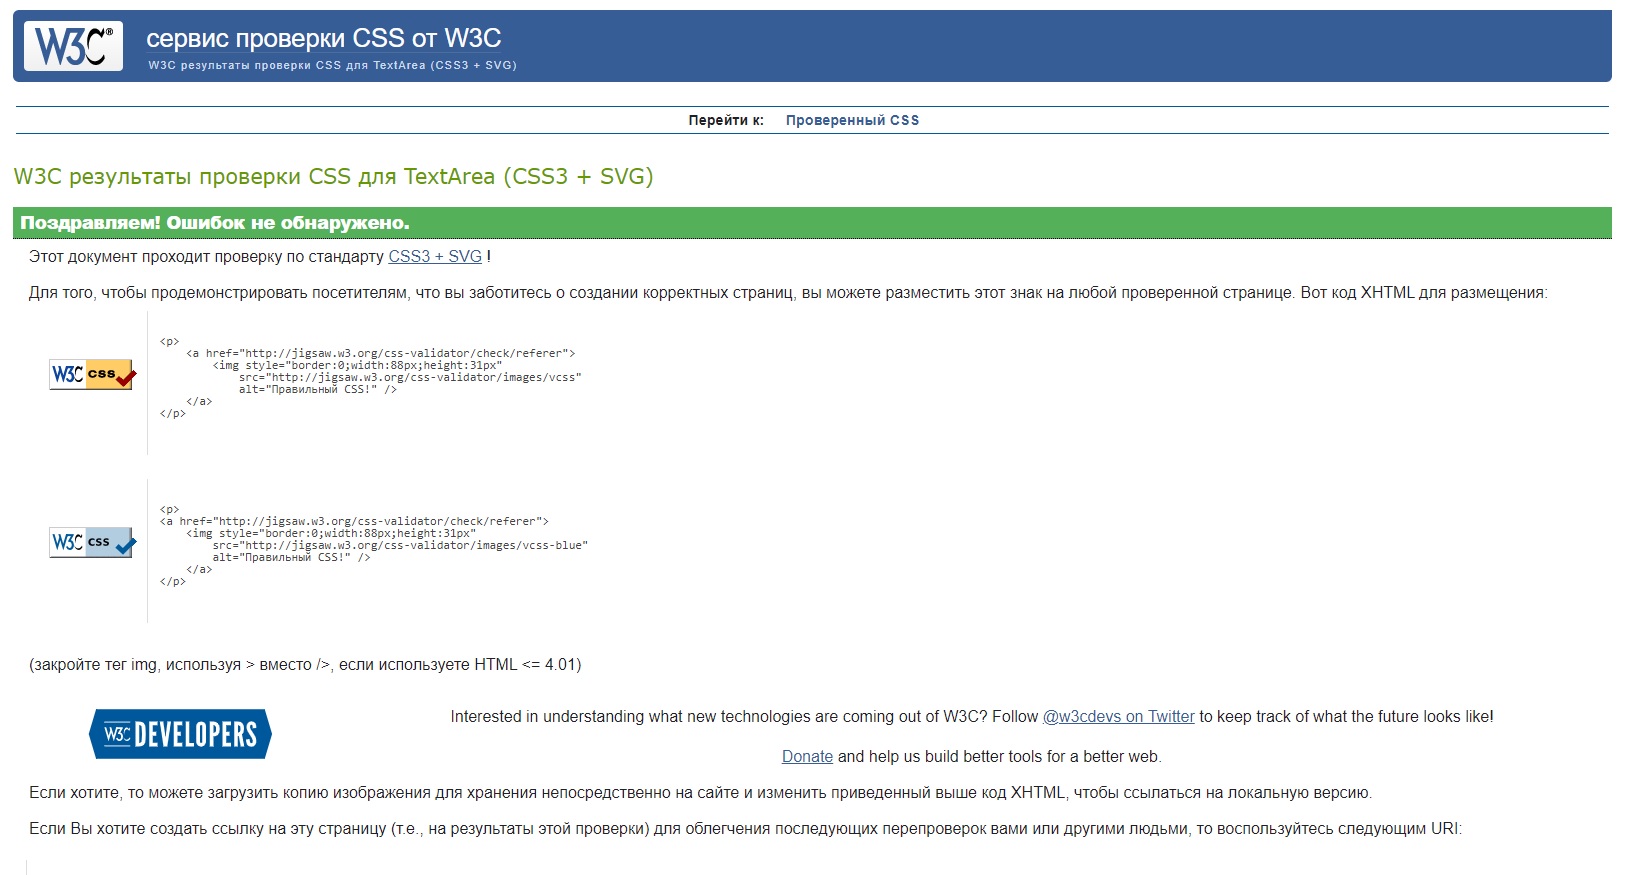 W3C®
сервис проверки CSS от W3C
W3C результаты проверки CSS для TextArea (CSS3 + SVG)
Перейти к: Проверенный CSS
W3C результаты проверки CSS для TextArea (CSS3 + SVG)
Поздравляем! Ошибок не обнаружено.
Этот документ проходит проверку по стандарту CSS3 + SVG !
Для того, чтобы продемонстрировать посетителям, что вы заботитесь о создании корректных страниц, вы можете разместить этот знак на любой проверенной странице. Вот код XHTML для размещения:
W3C css
<p>
    <a href="http://jigsaw.w3.org/css-validator/check/referer">
        <img style="border:0;width:88px;height:31px"
            src="http://jigsaw.w3.org/css-validator/images/vcss"
            alt="Правильный CSS!" />
    </a>
</p>
W3C css
<p>
<a href="http://jigsaw.w3.org/css-validator/check/referer">
    <img style="border:0;width:88px;height:31px"
        src="http://jigsaw.w3.org/css-validator/images/vcss-blue"
        alt="Правильный CSS!" />
    </a>
</p>
(закройте тег img, используя > вместо />, если используете HTML <= 4.01)
W3C DEVELOPERS
Interested in understanding what new technologies are coming out of W3C? Follow @w3cdevs on Twitter to keep track of what the future looks like!
Donate and help us build better tools for a better web.
Если хотите, то можете загрузить копию изображения для хранения непосредственно на сайте и изменить приведенный выше код XHTML, чтобы ссылаться на локальную версию.
Если Вы хотите создать ссылку на эту страницу (т.е., на результаты этой проверки) для облегчения последующих перепроверок вами или другими людьми, то воспользуйтесь следующим URI: